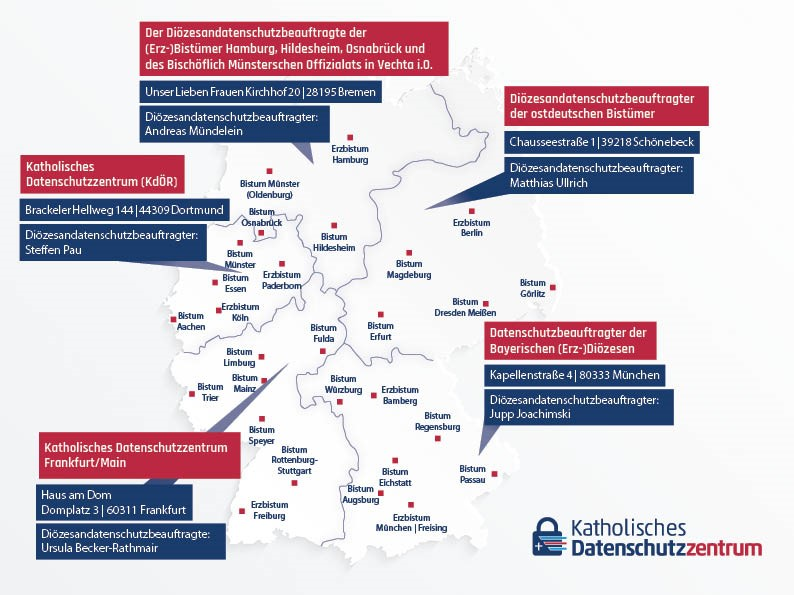 Der Diözesandatenschutzbeauftragte der
(Erz-)Bistümer Hamburg, Hildesheim, Osnabrück und
des Bischöflich Münsterschen Offizialats in Vechta i.O.
Unser Lieben Frauen Kirchhof 20 | 28195 Bremen
Diözesandatenschutzbeauftragter:
Andreas Mündelein
Diözesandatenschutzbeauftragter
der ostdeutschen Bistümer
Chausseestraße 1 | 39218 Schönebeck
Diözesandatenschutzbeauftragter:
Matthias Ullrich
Katholisches
Datenschutzzentrum (KdÖR)
Brackeler Hellweg 144 | 44309 Dortmund
Diözesandatenschutzbeauftragter:
Steffen Pau
Erzbistum
Hamburg
Bistum Münster
(Oldenburg)
Bistum
Osnabrück
Bistum
Hildesheim
Erzbistum
Berlin
Bistum
Münster
Bistum
Essen
Erzbistum
Paderborn
Bistum
Magdeburg
Bistum
Görlitz
Erzbistum
Köln
Bistum
Aachen
Bistum
Dresden Meißen
Bistum
Erfurt
Bistum
Fulda
Datenschutzbeauftragter der
Bayerischen (Erz-)Diözesen
Kapellenstraße 4 | 80333 München
Diözesandatenschutzbeauftragter:
Jupp Joachimski
Bistum
Limburg
Bistum
Mainz
Bistum
Trier
Bistum
Würzburg
Erzbistum
Bamberg
Bistum
Regensburg
Bistum
Speyer
Bistum
Rottenburg-
Stuttgart
Bistum
Eichstatt
Bistum
Passau
Bistum
Augsburg
Erzbistum
Freiburg
Erzbistum
München | Freising
Katholisches Datenschutzzentrum
Frankfurt/Main
Haus am Dom
Domplatz 3 | 60311 Frankfurt
Diözesandatenschutzbeauftragte:
Ursula Becker-Rathmair
Katholisches
Datenschutzzentrum